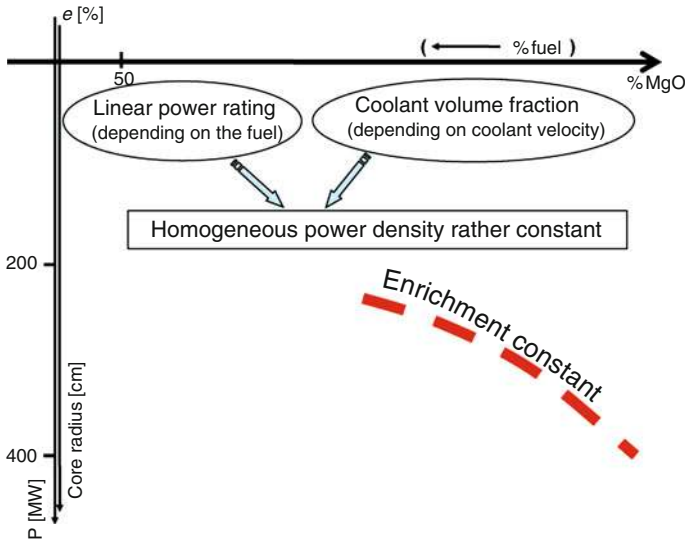 e [%]
( ← % fuel )
50
% MgO
Linear power rating
(depending on the fuel)
Coolant volume fraction
(depending on coolant velocity)
Homogeneous power density rather constant
200
Enrichment constant
400
Core radius [cm]
P [MW]